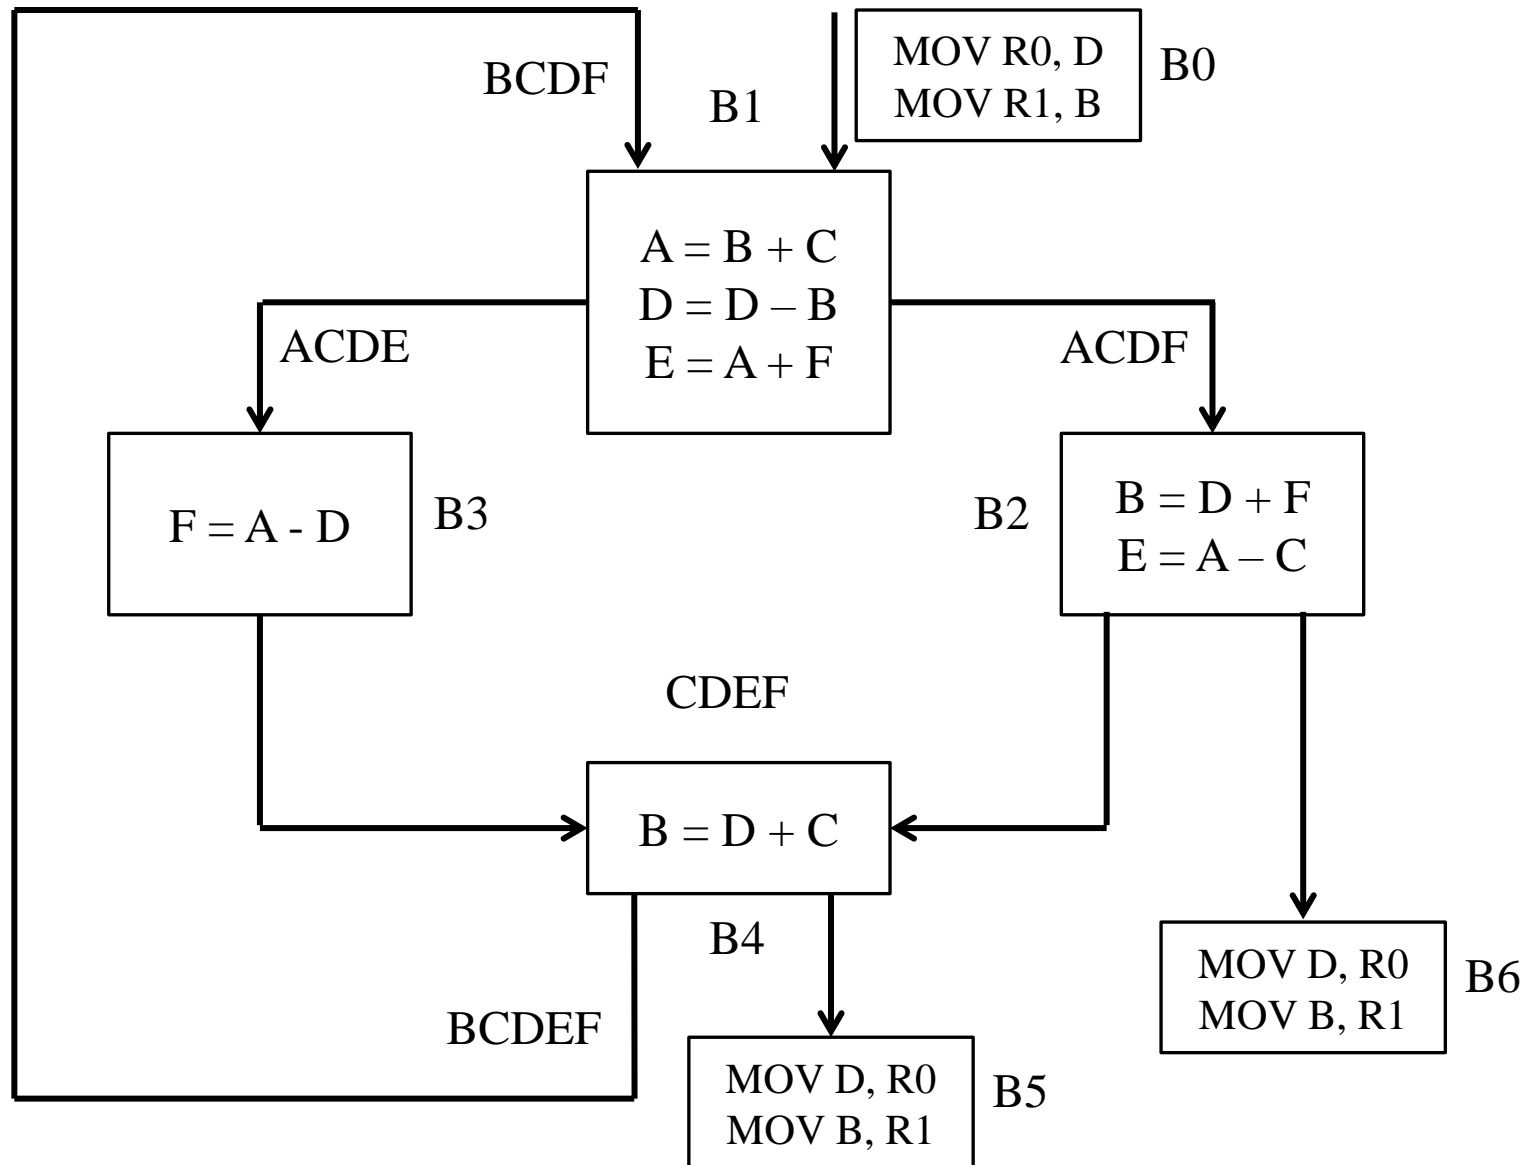 BCDF
B1
MOV R0, D
MOV R1, B
B0
A = B + C
D = D – B
E = A + F
ACDE
ACDF
F = A - D
B3
B2
B = D + F
E = A – C
CDEF
B = D + C
B4
BCDEF
MOV D, R0
MOV B, R1
B5
MOV D, R0
MOV B, R1
B6